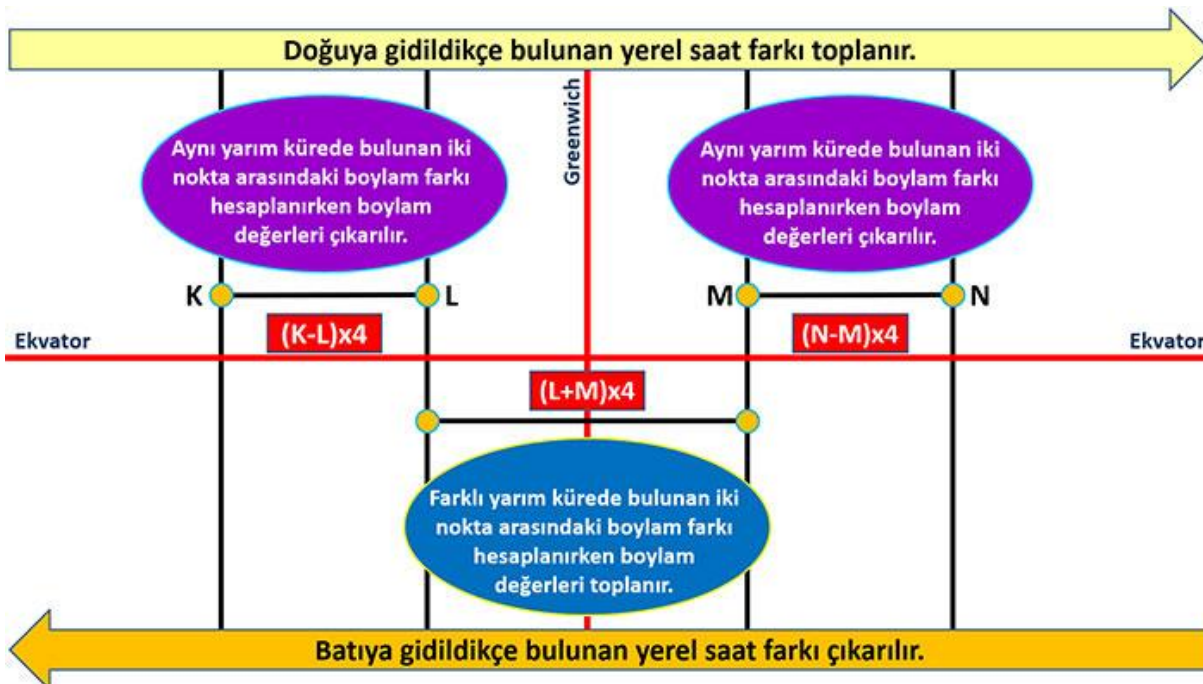 Doğuya gidildikçe bulunan yerel saat farkı toplanır.
Aynı yarım kürede bulunan iki
nokta arasındaki boylam farkı
hesaplanırken boylam
değerleri çıkarılır.
Greenwich
Aynı yarım kürede bulunan iki
nokta arasındaki boylam farkı
hesaplanırken boylam
değerleri çıkarılır.
K
L
M
N
(K-L)x4
(N-M)x4
Ekvator
Ekvator
(L+M)x4
Farklı yarım kürede bulunan iki
nokta arasındaki boylam farkı
hesaplanırken boylam
değerleri toplanır.
Batıya gidildikçe bulunan yerel saat farkı çıkarılır.